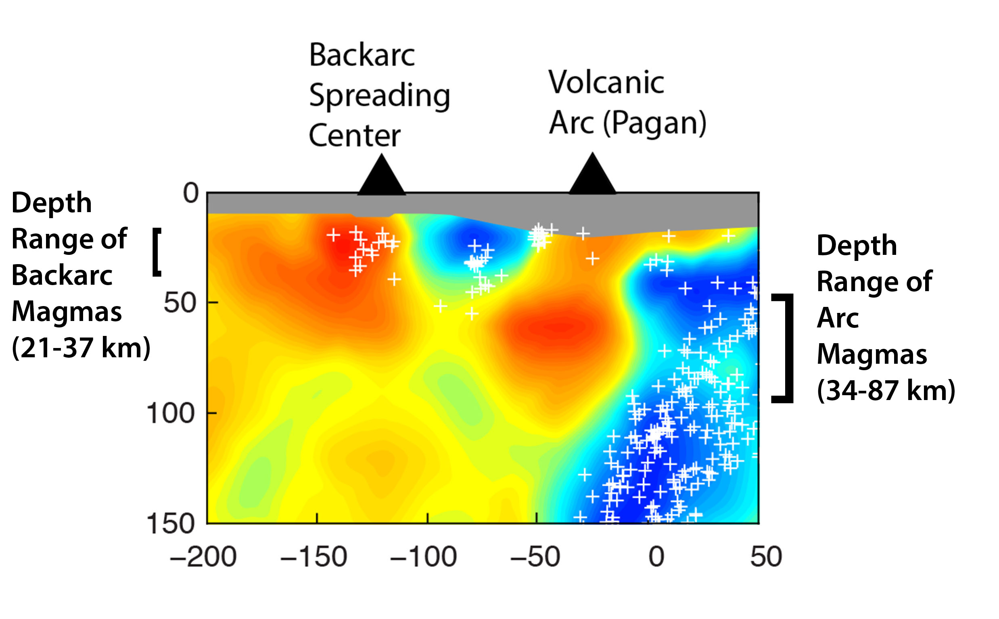 Backarc
Spreading
Center
Volcanic
Arc (Pagan)
Depth
Range of
Backarc
Magmas
(21-37 km)
0
50
100
150
Depth
Range of
Arc
Magmas
(34-87 km)
−200 −150 −100 −50 0 50